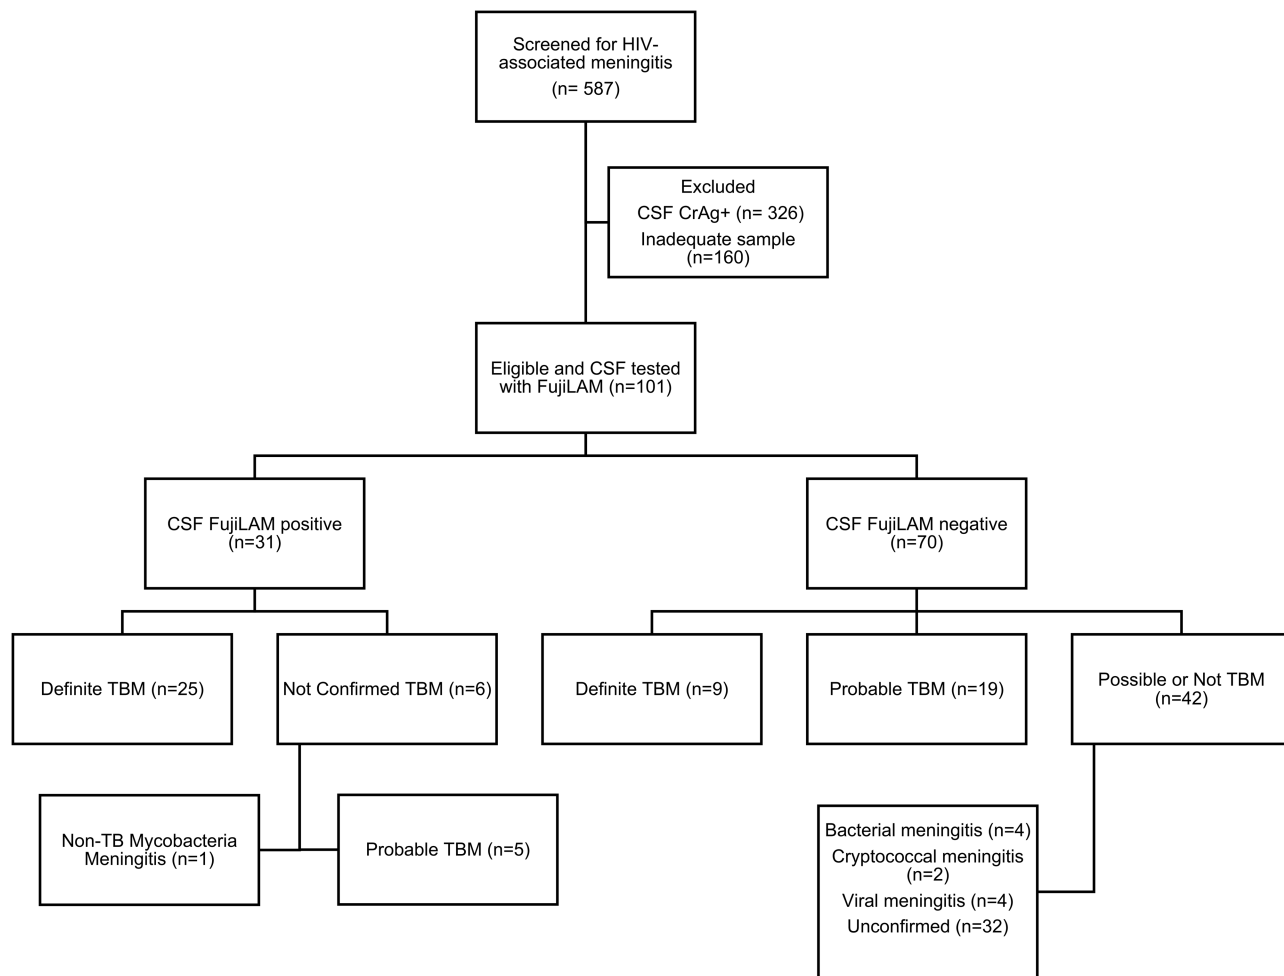 Screened for HIV-
associated meningitis
(n= 587)
Excluded
CSF CrAg+ (n= 326)
Inadequate sample
(n=160)
Eligible and CSF tested
with FujiLAM (n=101)
CSF FujiLAM positive
(n=31)
CSF FujiLAM negative
(n=70)
Definite TBM (n=25)
Not Confirmed TBM (n=6)
Definite TBM (n=9)
Probable TBM (n=19)
Possible or Not TBM
(n=42)
Non-TB Mycobacteria
Meningitis (n=1)
Probable TBM (n=5)
Bacterial meningitis (n=4)
Cryptococcal meningitis
(n=2)
Viral meningitis (n=4)
Unconfirmed (n=32)